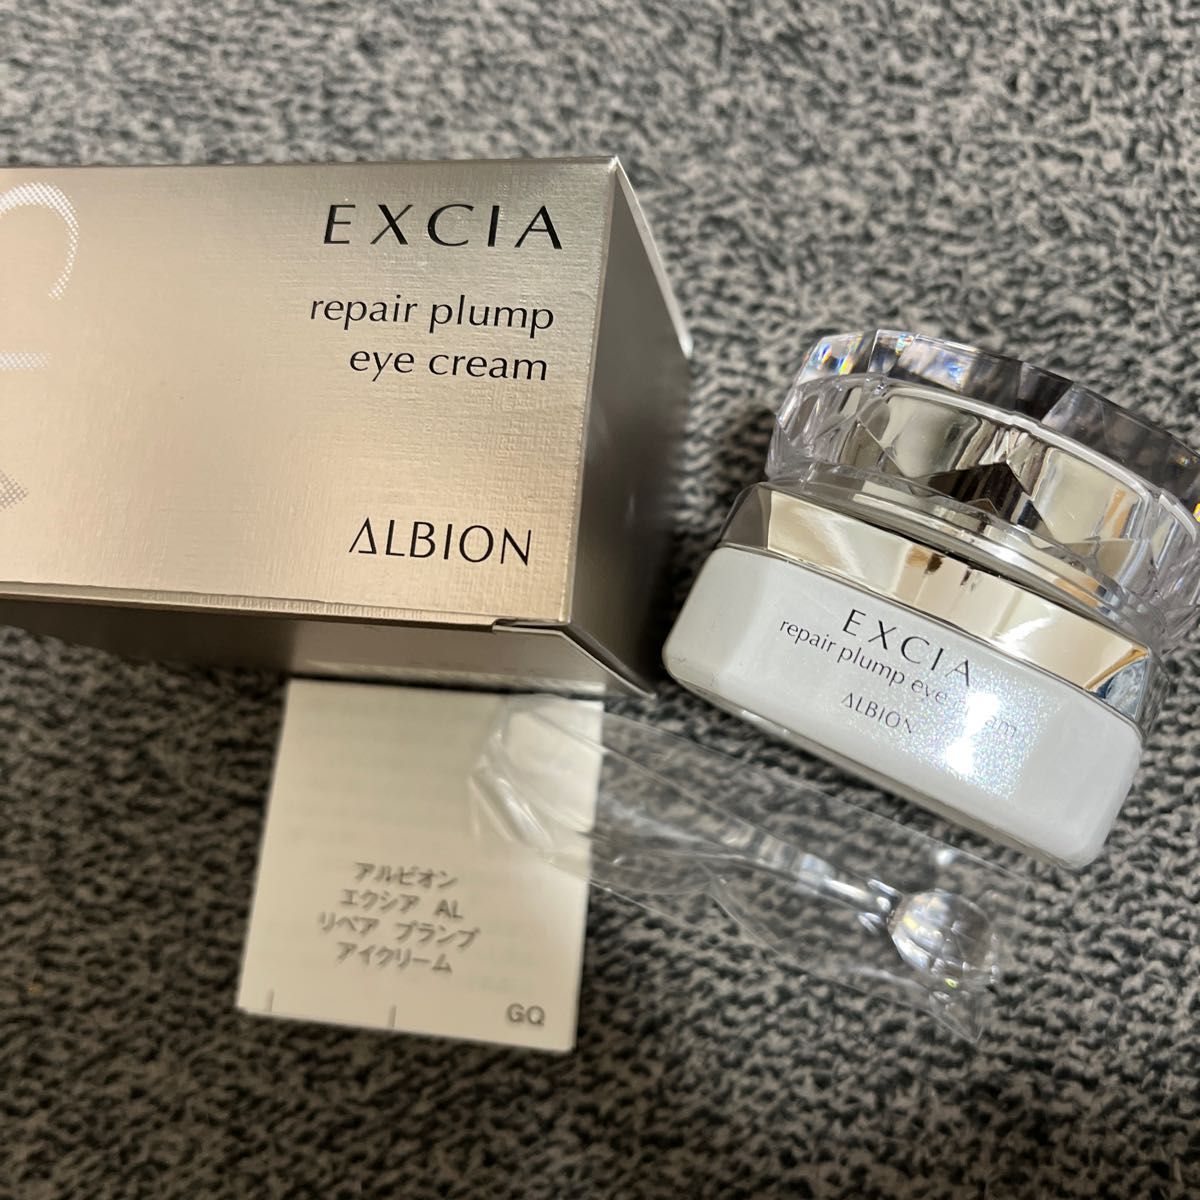 EXCIA
repair plump
eye cream
ALBION
EXCIA
repair plump eye cream
ALBION
アルビオン
エクシア AL
リペア プランプ
アイクリーム
GQ